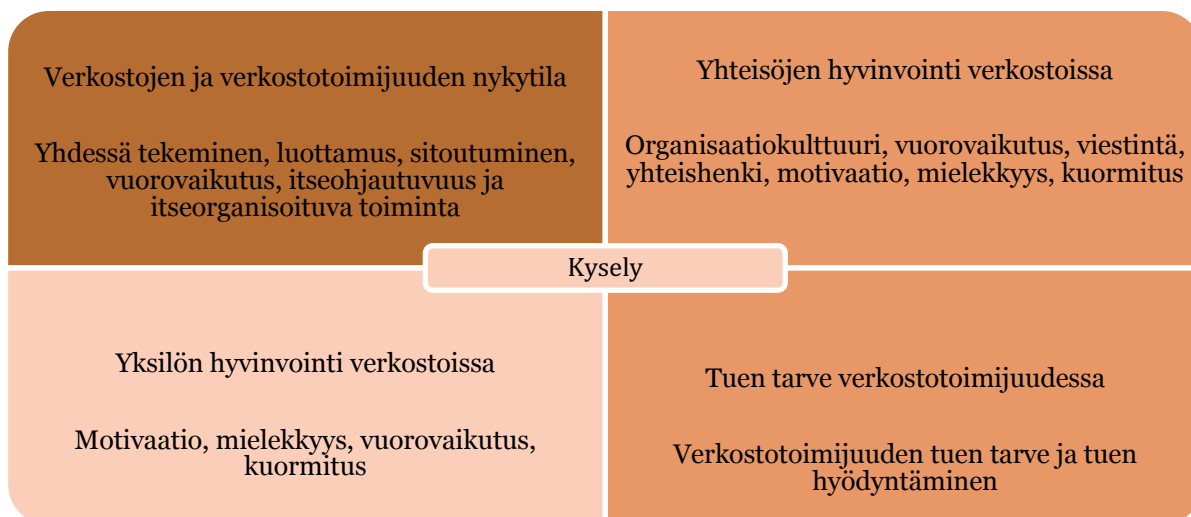 Verkostojen ja verkostotoimijuuden nykytila
Yhdessä tekeminen, luottamus, sitoutuminen,
vuorovaikutus, itseohjautuvuus ja
itseorganisoituva toiminta
Yhteisöjen hyvinvointi verkostoissa
Organisaatiokulttuuri, vuorovaikutus, viestintä,
yhteishenki, motivaatio, mielekkyys, kuormitus
Kysely
Yksilön hyvinvointi verkostoissa
Motivaatio, mielekkyys, vuorovaikutus,
kuormitus
Tuen tarve verkostotoimijuudessa
Verkostotoimijuuden tuen tarve ja tuen
hyödyntäminen